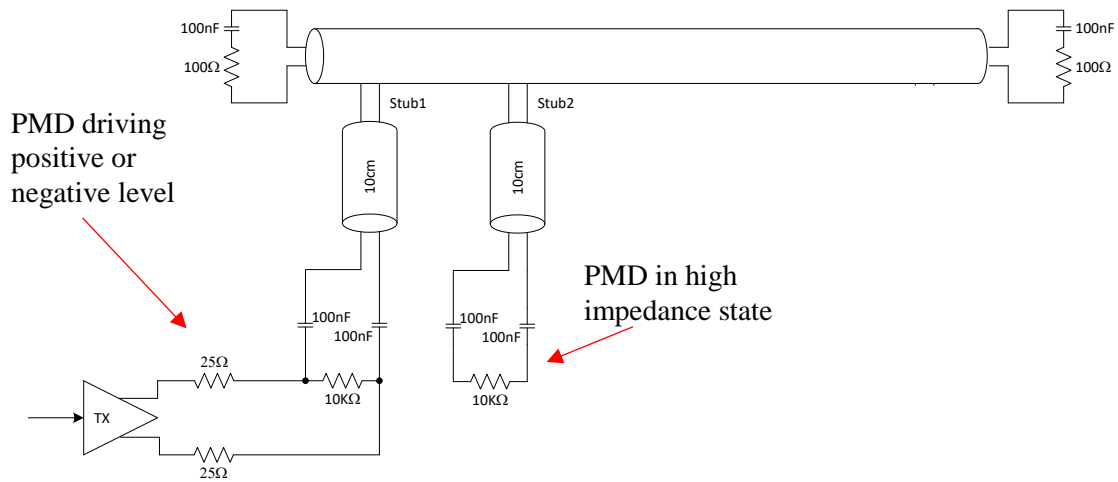 100nF
100Ω
100nF
100Ω
Stub1
Stub2
PMD driving
positive or
negative level
10cm
10cm
PMD in high
impedance state
100nF
100nF
100nF
100nF
25Ω
10KΩ
10KΩ
TX
25Ω